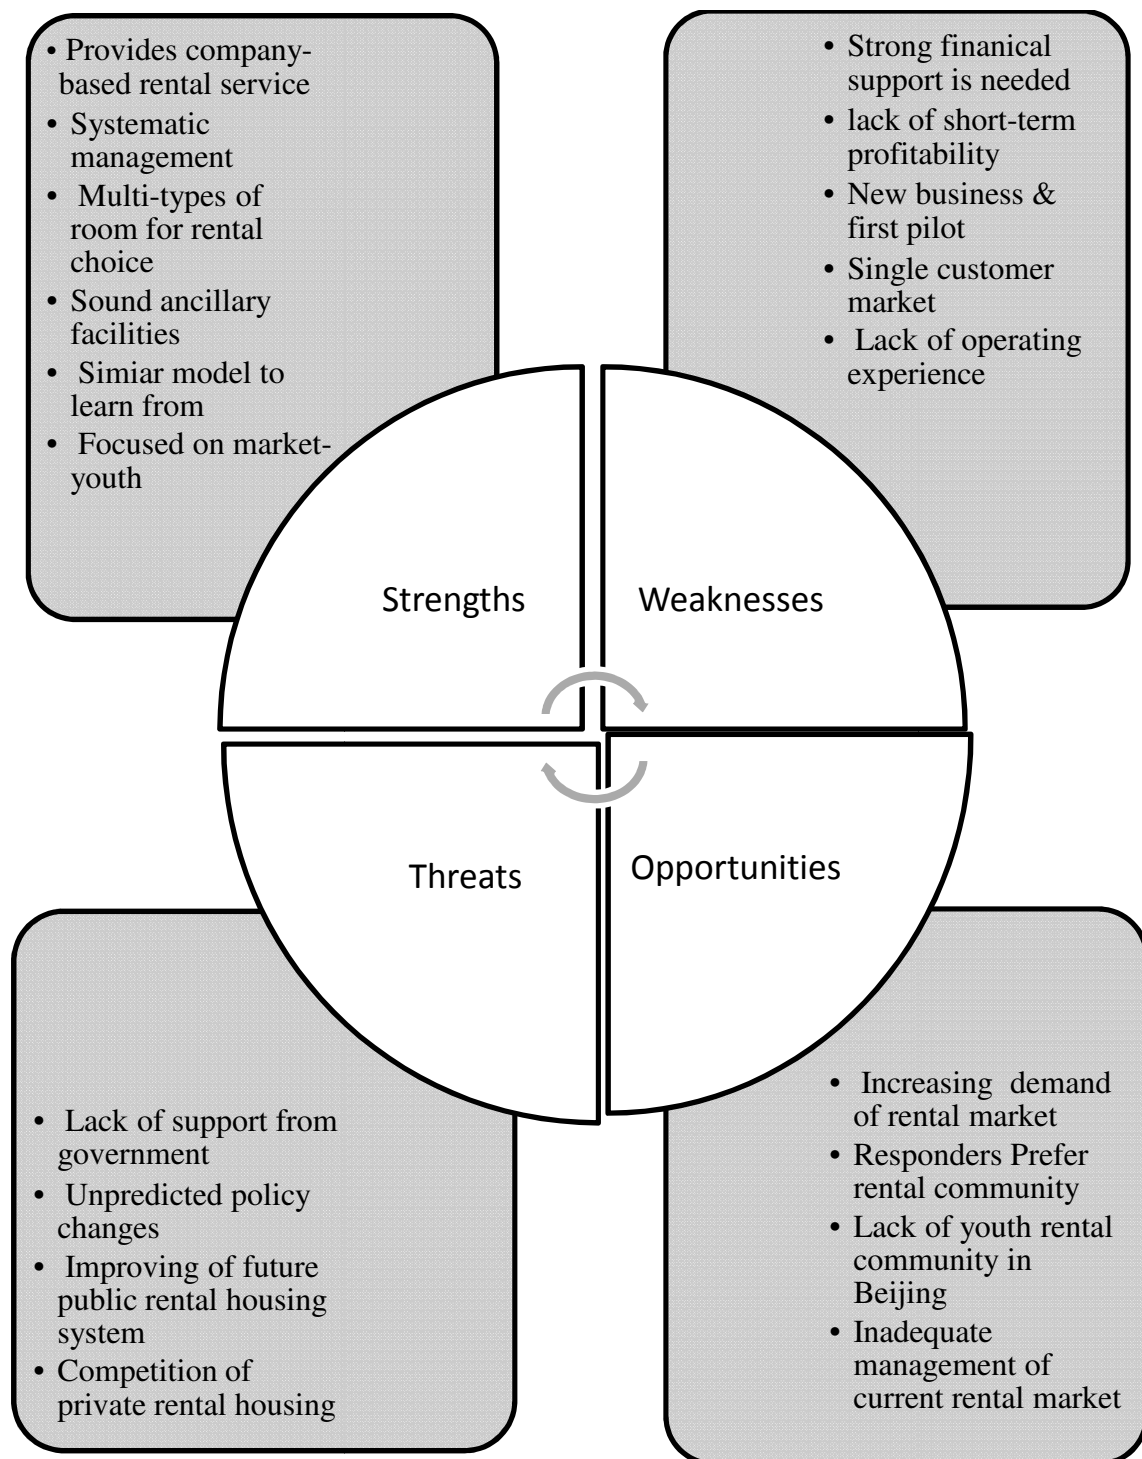 • Provides company-
based rental service
• Systematic
management
• Multi-types of
room for rental
choice
• Sound ancillary
facilities
• Simiar model to
learn from
• Focused on market-
youth
• Strong finanical
support is needed
• lack of short-term
profitability
• New business &
first pilot
• Single customer
market
• Lack of operating
experience
Strengths
Weaknesses
Threats
Opportunities
• Lack of support from
government
• Unpredicted policy
changes
• Improving of future
public rental housing
system
• Competition of
private rental housing
• Increasing demand
of rental market
• Responders Prefer
rental community
• Lack of youth rental
community in
Beijing
• Inadequate
management of
current rental market